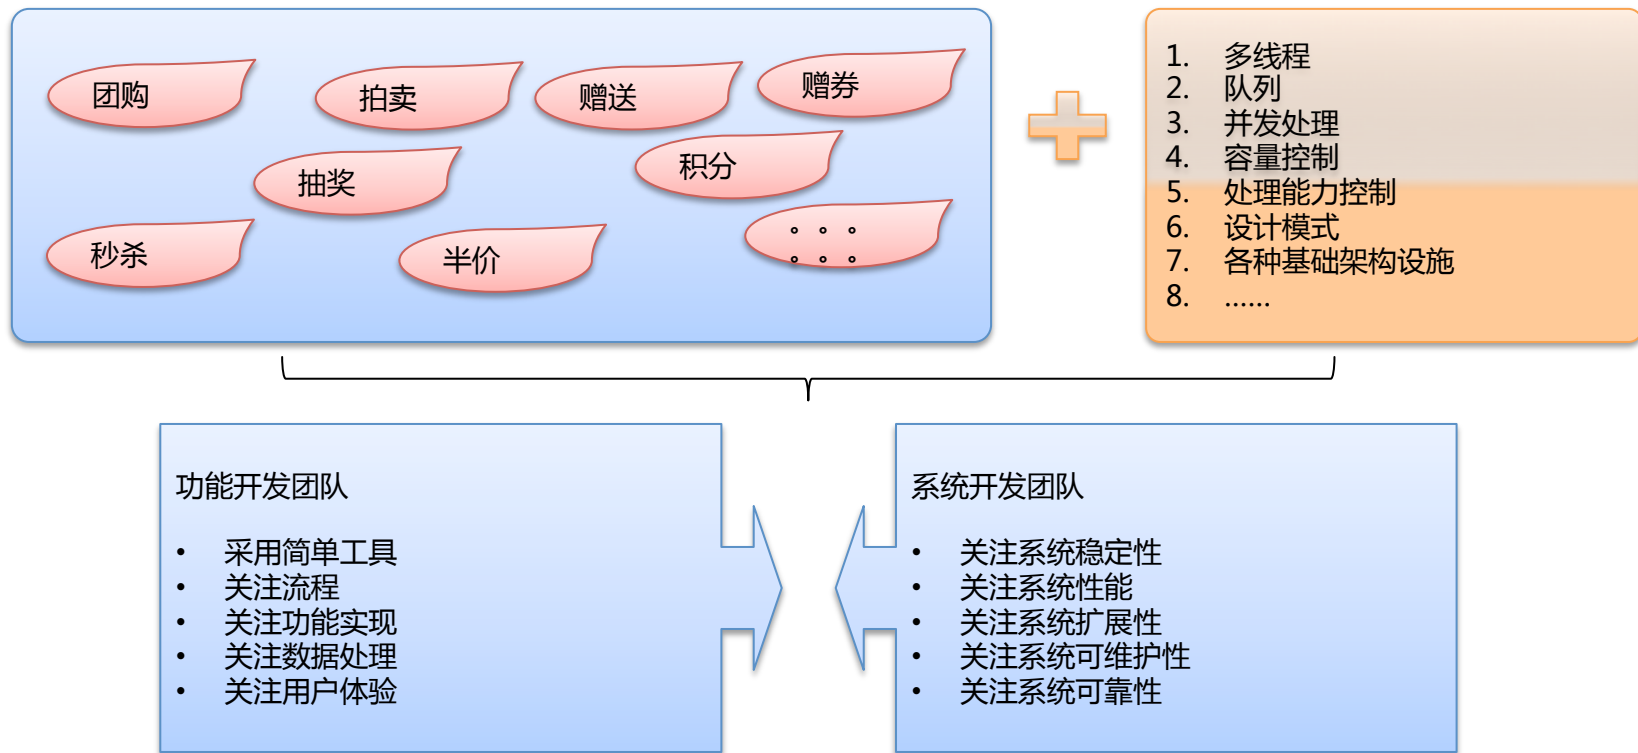 团购
拍卖
赠送
赠券
抽奖
积分
秒杀
半价
。。。
。。。
1. 多线程
2. 队列
3. 并发处理
4. 容量控制
5. 处理能力控制
6. 设计模式
7. 各种基础架构设施
8. ......
功能开发团队
• 采用简单工具
• 关注流程
• 关注功能实现
• 关注数据处理
• 关注用户体验
系统开发团队
• 关注系统稳定性
• 关注系统性能
• 关注系统扩展性
• 关注系统可维护性
• 关注系统可靠性